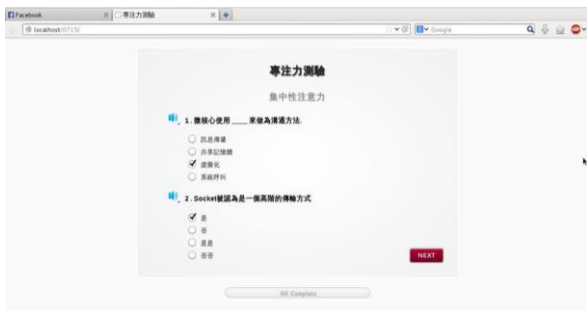 Facebook
專注力測驗
localhost/0715/
Google
專注力測驗
集中性注意力
1. 微核心使用 ____ 來做為溝通方法.
訊息傳遞
共享記憶體
虛擬化
系統呼叫
2. Socket被認為是一個高階的傳輸方式
是
否
是是
否否
NEXT